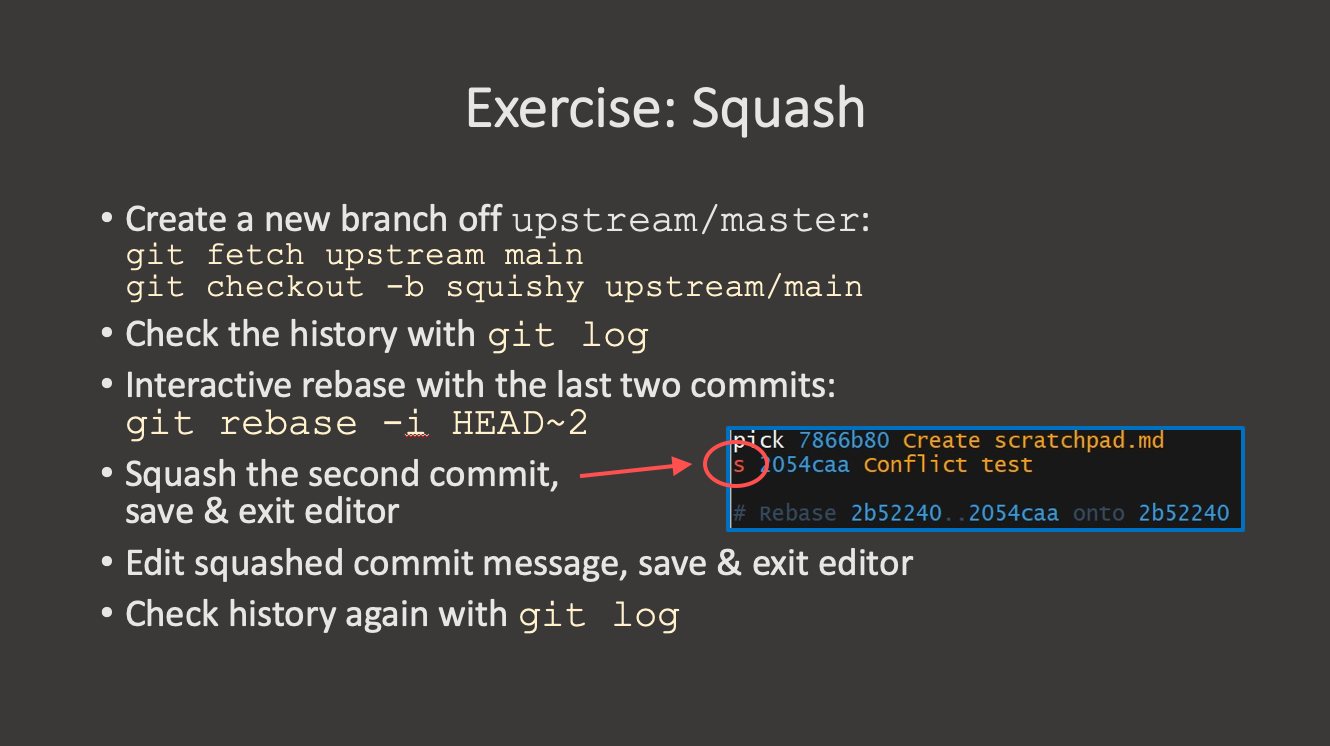 Exercise: Squash
• Create a new branch off upstream/master:
git fetch upstream main
git checkout -b squishy upstream/main
• Check the history with git log
• Interactive rebase with the last two commits:
git rebase -i HEAD~2
• Squash the second commit,
save & exit editor
pick 7866b80 Create scratchpad.md
s 2054caa Conflict test
# Rebase 2b52240..2054caa onto 2b52240
• Edit squashed commit message, save & exit editor
• Check history again with git log